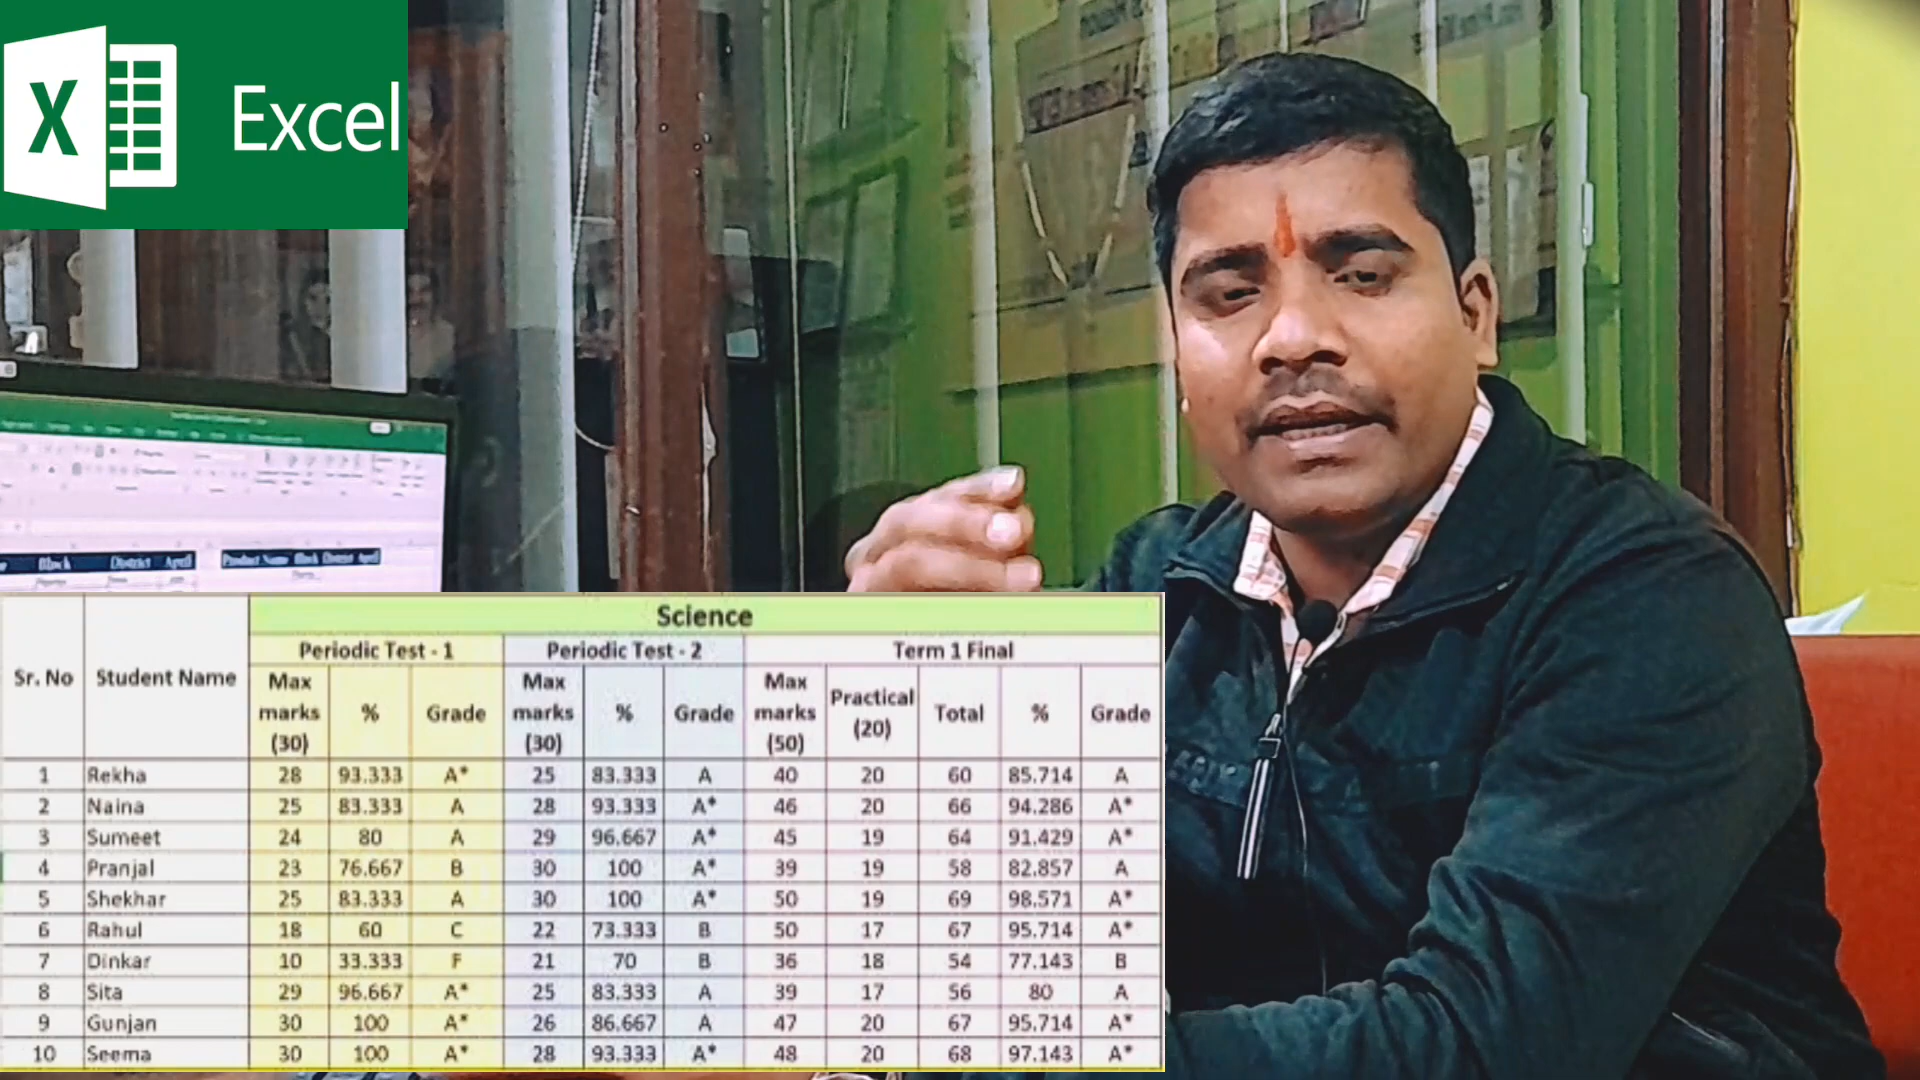 X Excel
Block District April
Product Name Block District April
Science
Sr. No Student Name Periodic Test - 1 Periodic Test - 2 Term 1 Final
Max marks (30) % Grade Max marks (30) % Grade Max marks (50) Practical (20) Total % Grade
1 Rekha 28 93.333 A* 25 83.333 A 40 20 60 85.714 A
2 Naina 25 83.333 A 28 93.333 A* 46 20 66 94.286 A*
3 Sumeet 24 80 A 29 96.667 A* 45 19 64 91.429 A*
4 Pranjal 23 76.667 B 30 100 A* 39 19 58 82.857 A
5 Shekhar 25 83.333 A 30 100 A* 50 19 69 98.571 A*
6 Rahul 18 60 C 22 73.333 B 50 17 67 95.714 A*
7 Dinkar 10 33.333 F 21 70 B 36 18 54 77.143 B
8 Sita 29 96.667 A* 25 83.333 A 39 17 56 80 A
9 Gunjan 30 100 A* 26 86.667 A 47 20 67 95.714 A*
10 Seema 30 100 A* 28 93.333 A* 48 20 68 97.143 A*